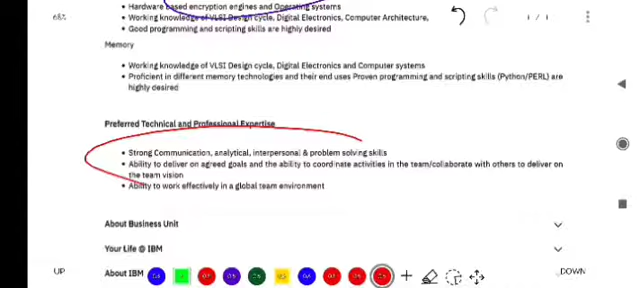 • Hardware based encryption engines and Operating systems
• Working knowledge of VLSI Design cycle, Digital Electronics, Computer Architecture,
• Good programming and scripting skills are highly desired
Memory
• Working knowledge of VLSI Design cycle, Digital Electronics and Computer systems
• Proficient in different memory technologies and their end uses Proven programming and scripting skills (Python/PERL) are
highly desired
Preferred Technical and Professional Expertise
• Strong Communication, analytical, interpersonal & problem solving skills
• Ability to deliver on agreed goals and the ability to coordinate activities in the team/collaborate with others to deliver on
the team vision
• Ability to work effectively in a global team environment
About Business Unit
Your Life @ IBM
About IBM
1 / 1
UP
DOWN